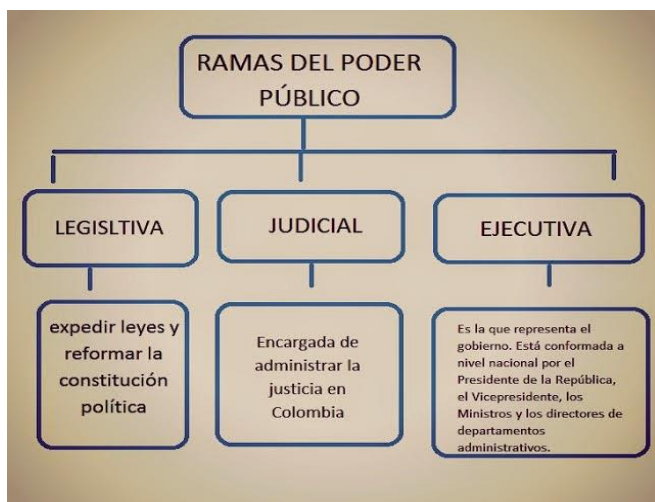 RAMAS DEL PODER
PÚBLICO
LEGISLTIVA
JUDICIAL
EJECUTIVA
expedir leyes y
reformar la
constitución
política
Encargada de
administrar la
justicia en
Colombia
Es la que representa el
gobierno. Está conformada a
nivel nacional por el
Presidente de la República,
el Vicepresidente, los
Ministros y los directores de
departamentos
administrativos.